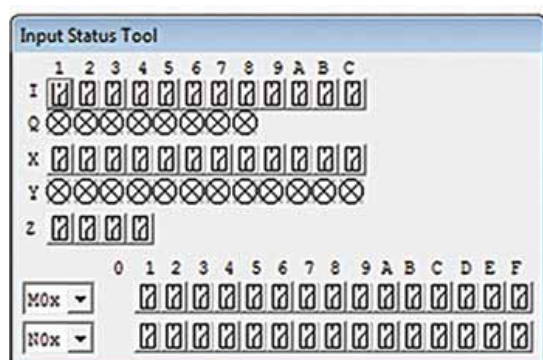 Input Status Tool
1 2 3 4 5 6 7 8 9 A B C
I
Q
X
Y
Z
0 1 2 3 4 5 6 7 8 9 A B C D E F
M0x
N0x